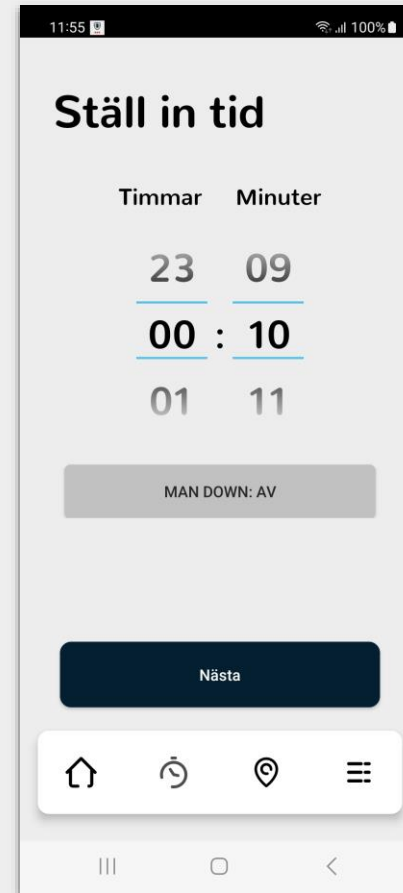 11:55 100%
Ställ in tid
Timmar Minuter
23 09
00 : 10
01 11
MAN DOWN: AV
Nästa